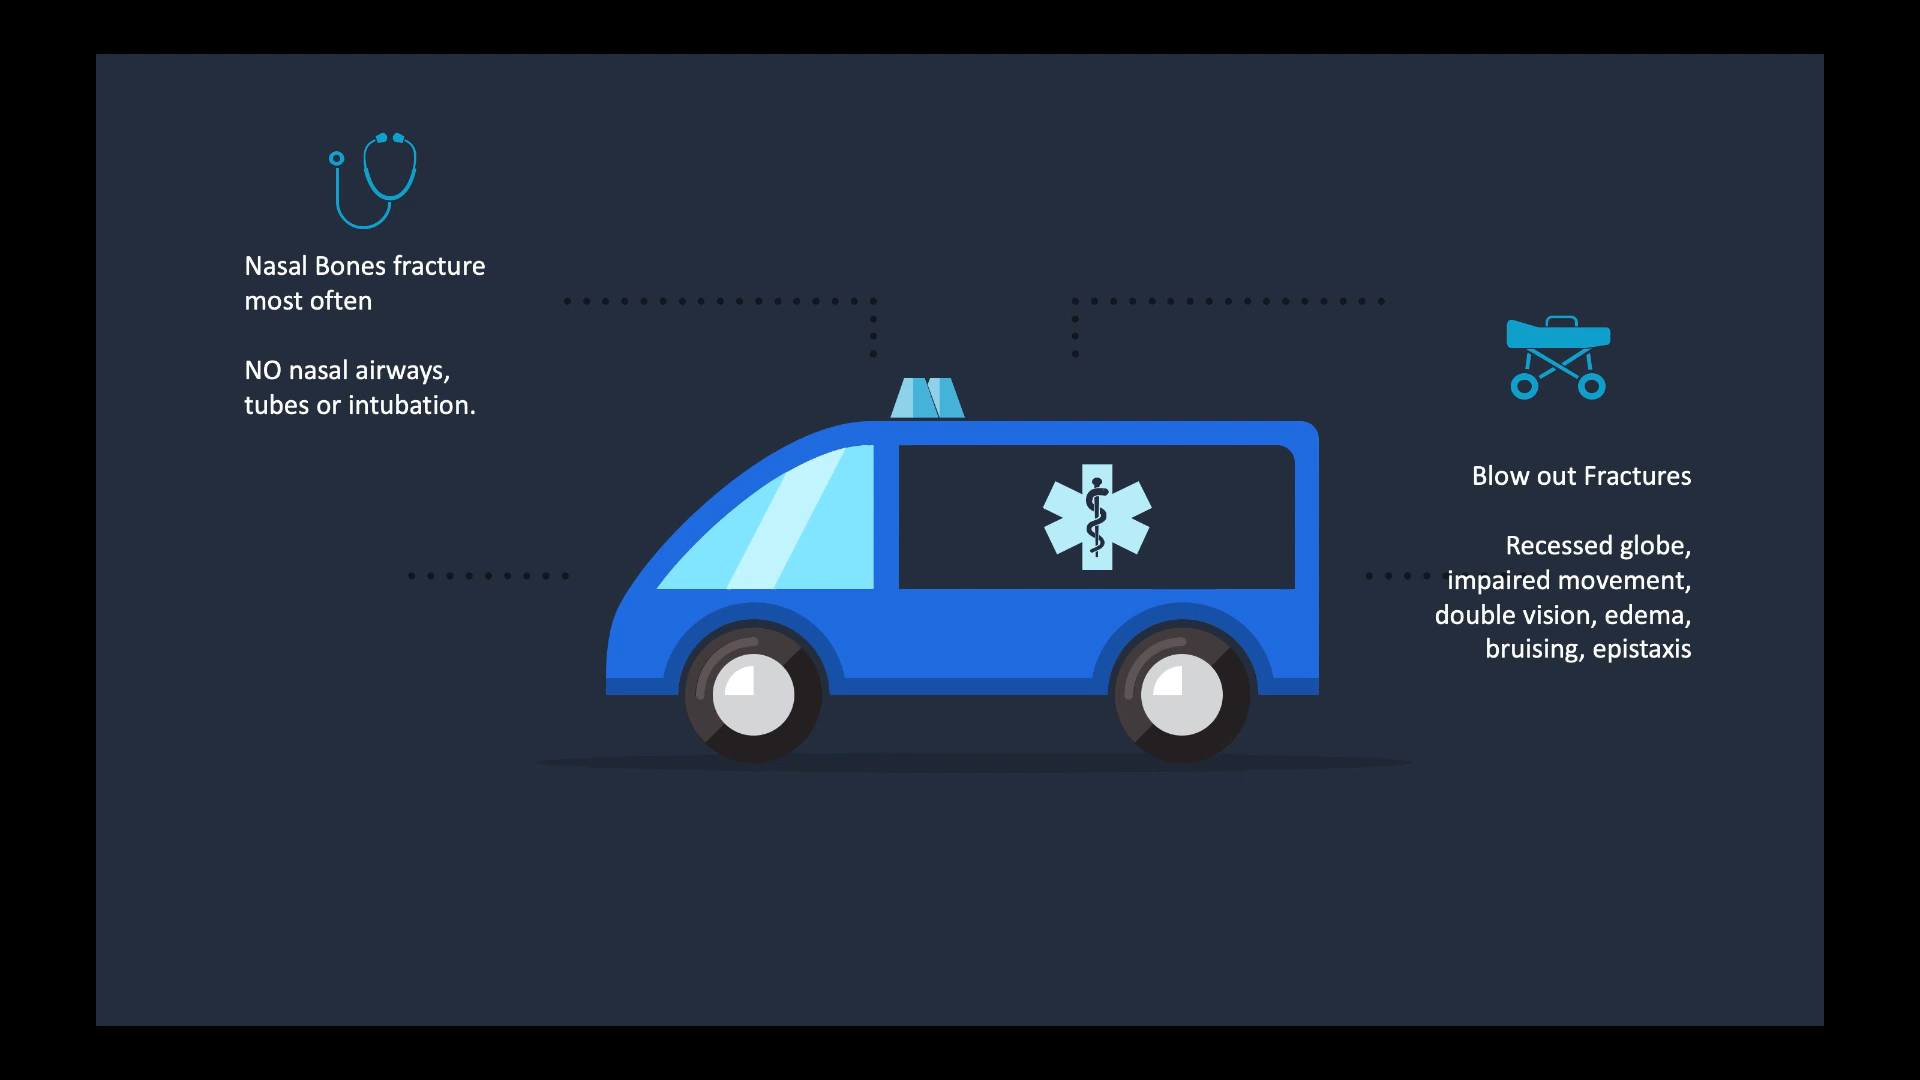 Nasal Bones fracture
most often
NO nasal airways,
tubes or intubation.
Blow out Fractures
Recessed globe,
impaired movement,
double vision, edema,
bruising, epistaxis